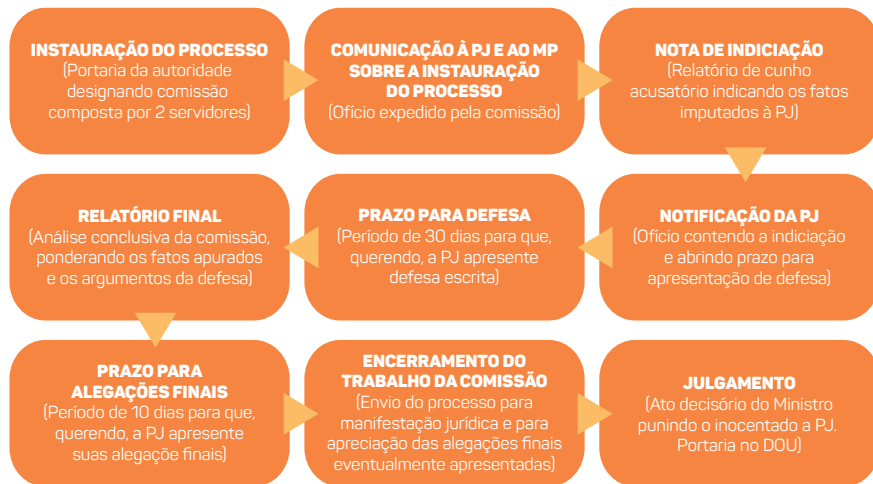 INSTAURAÇÃO DO PROCESSO
(Portaria da autoridade
designando comissão
composta por 2 servidores)
COMUNICAÇÃO À PJ E AO MP
SOBRE A INSTAURAÇÃO
DO PROCESSO
(Ofício expedido pela comissão)
NOTA DE INDICIAÇÃO
(Relatório de cunho
acusatório indicando os fatos
imputados à PJ)
NOTIFICAÇÃO DA PJ
(Ofício contendo a indiciação
e abrindo prazo para
apresentação de defesa)
PRAZO PARA DEFESA
(Período de 30 dias para que,
querendo, a PJ apresente
defesa escrita)
RELATÓRIO FINAL
(Análise conclusiva da comissão,
ponderando os fatos apurados
e os argumentos da defesa)
PRAZO PARA
ALEGAÇÕES FINAIS
(Período de 10 dias para que,
querendo, a PJ apresente
suas alegaçõe finais)
ENCERRAMENTO DO
TRABALHO DA COMISSÃO
(Envio do processo para
manifestação jurídica e para
apreciação das alegações finais
eventualmente apresentadas)
JULGAMENTO
(Ato decisório do Ministro
punindo o inocentado a PJ.
Portaria no DOU)